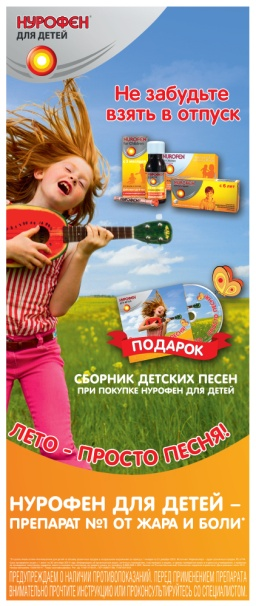 НУРОФЕН
ДЛЯ ДЕТЕЙ
Не забудьте
взять в отпуск
ПОДАРОК
СБОРНИК ДЕТСКИХ ПЕСЕН
ПРИ ПОКУПКЕ НУРОФЕН ДЛЯ ДЕТЕЙ
ЛЕТО - ПРОСТО ПЕСНЯ!
НУРОФЕН ДЛЯ ДЕТЕЙ –
ПРЕПАРАТ №1 ОТ ЖАРА И БОЛИ*
ПРЕДУПРЕЖДАЕМ О НАЛИЧИИ ПРОТИВОПОКАЗАНИЙ. ПЕРЕД ПРИМЕНЕНИЕМ ПРЕПАРАТА
ВНИМАТЕЛЬНО ПРОЧТИТЕ ИНСТРУКЦИЮ ИЛИ ПРОКОНСУЛЬТИРУЙТЕСЬ СО СПЕЦИАЛИСТОМ.